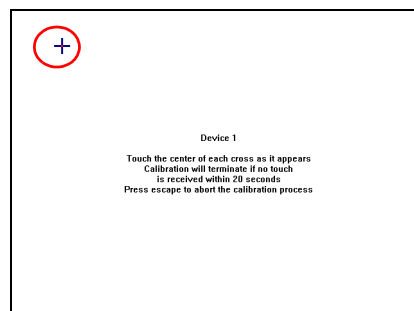 Device 1
Touch the center of each cross as it appears
Calibration will terminate if no touch
is received within 20 seconds
Press escape to abort the calibration process